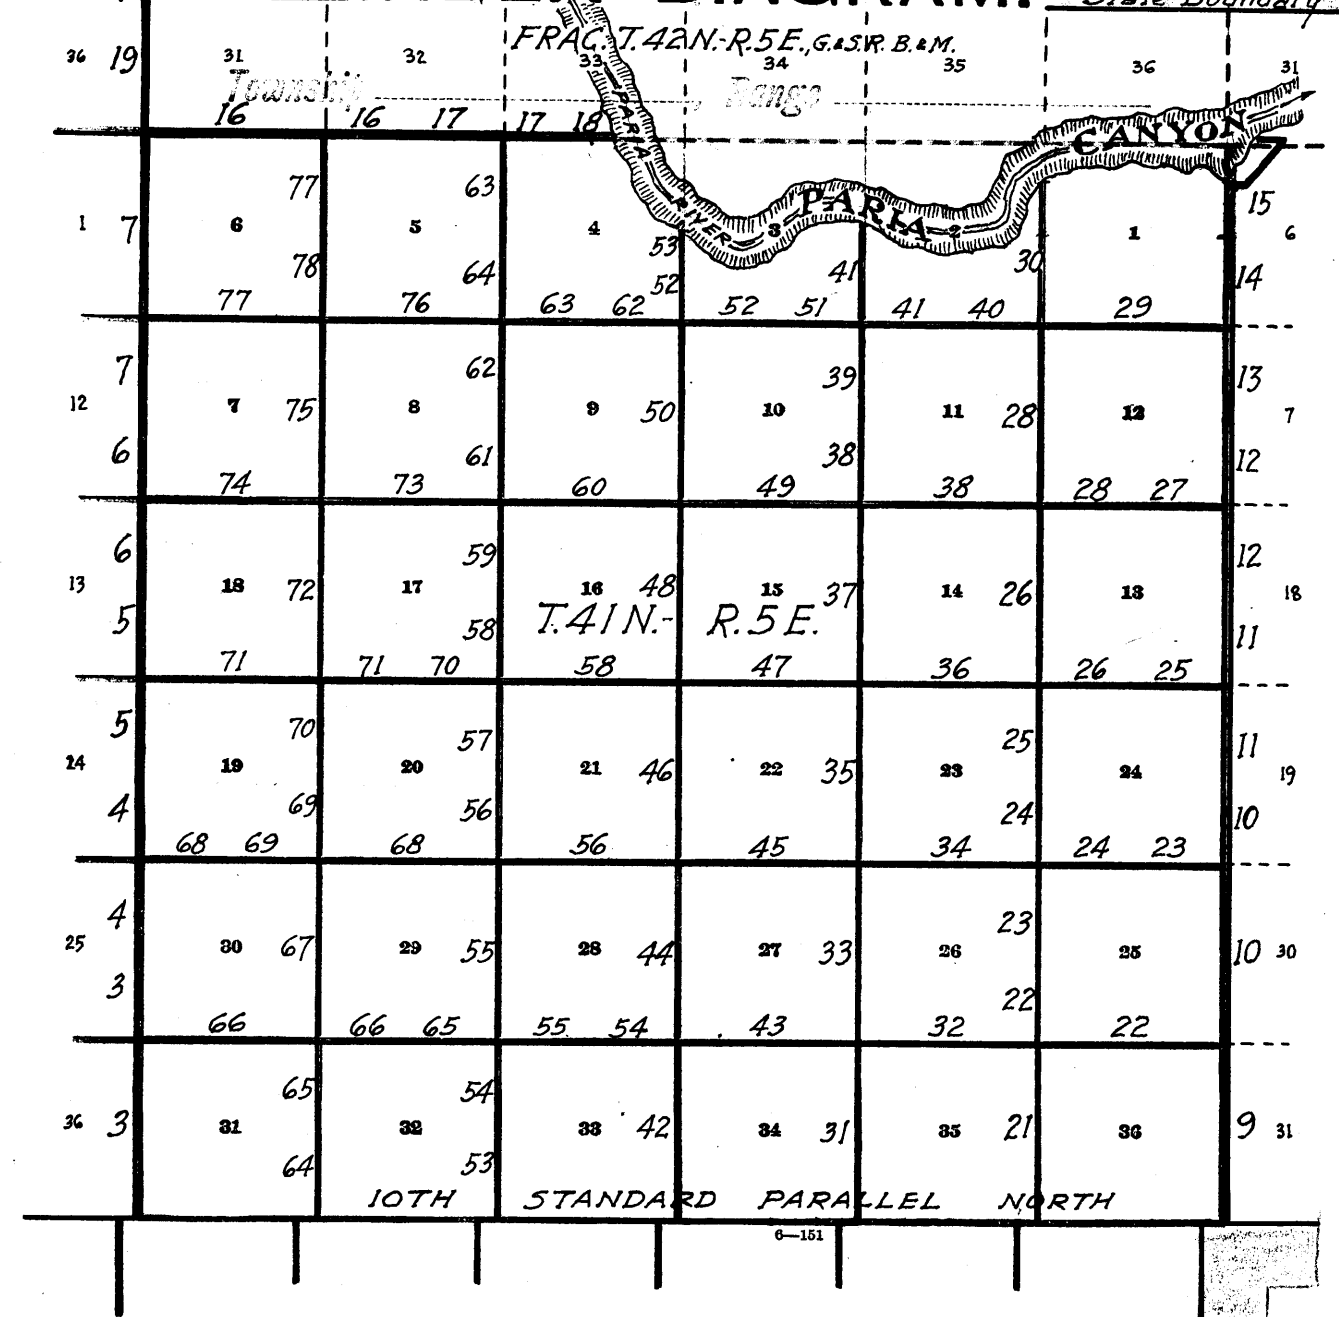 DIAGRAM.
State Boundary
FRAC. T.42N.-R.5E., G.&S.R. B.&M.
36 19 31 32 33 34 35 36 31
Township , Range
16 16 17 17 18
PARIA RIVER
PARIA CANYON
77 63 15
1 7 6 5 4 3 2 1 6
53
78 64 52 41 30 14
77 76 63 62 52 51 41 40 29
7 62 39 13
12 7 75 8 9 50 10 11 28 12 7
6 61 38 12
74 73 60 49 38 28 27
6 59 12
13 18 72 17 16 48 15 37 14 26 13 18
T.41N.- R.5E.
5 58 11
71 71 70 58 47 36 26 25
5 70 57 25 11
24 19 20 21 46 22 35 23 24 19
4 69 56 24 10
68 69 68 56 45 34 24 23
4 23
25 30 67 29 55 28 44 27 33 26 25 10 30
3 22
66 66 65 55 54 43 32 22
65 54
36 3 31 32 33 42 34 31 35 21 36 9 31
64 53
10TH STANDARD PARALLEL NORTH
6—151